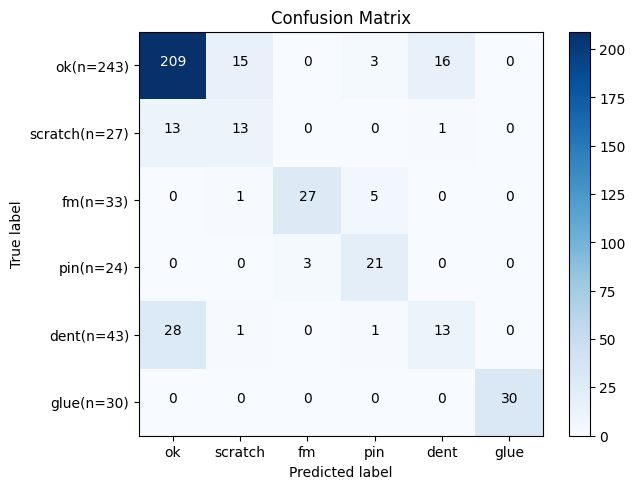 Confusion Matrix
True label
ok(n=243) 209 15 0 3 16 0
scratch(n=27) 13 13 0 0 1 0
fm(n=33) 0 1 27 5 0 0
pin(n=24) 0 0 3 21 0 0
dent(n=43) 28 1 0 1 13 0
glue(n=30) 0 0 0 0 0 30
ok scratch fm pin dent glue
Predicted label
200
175
150
125
100
75
50
25
0